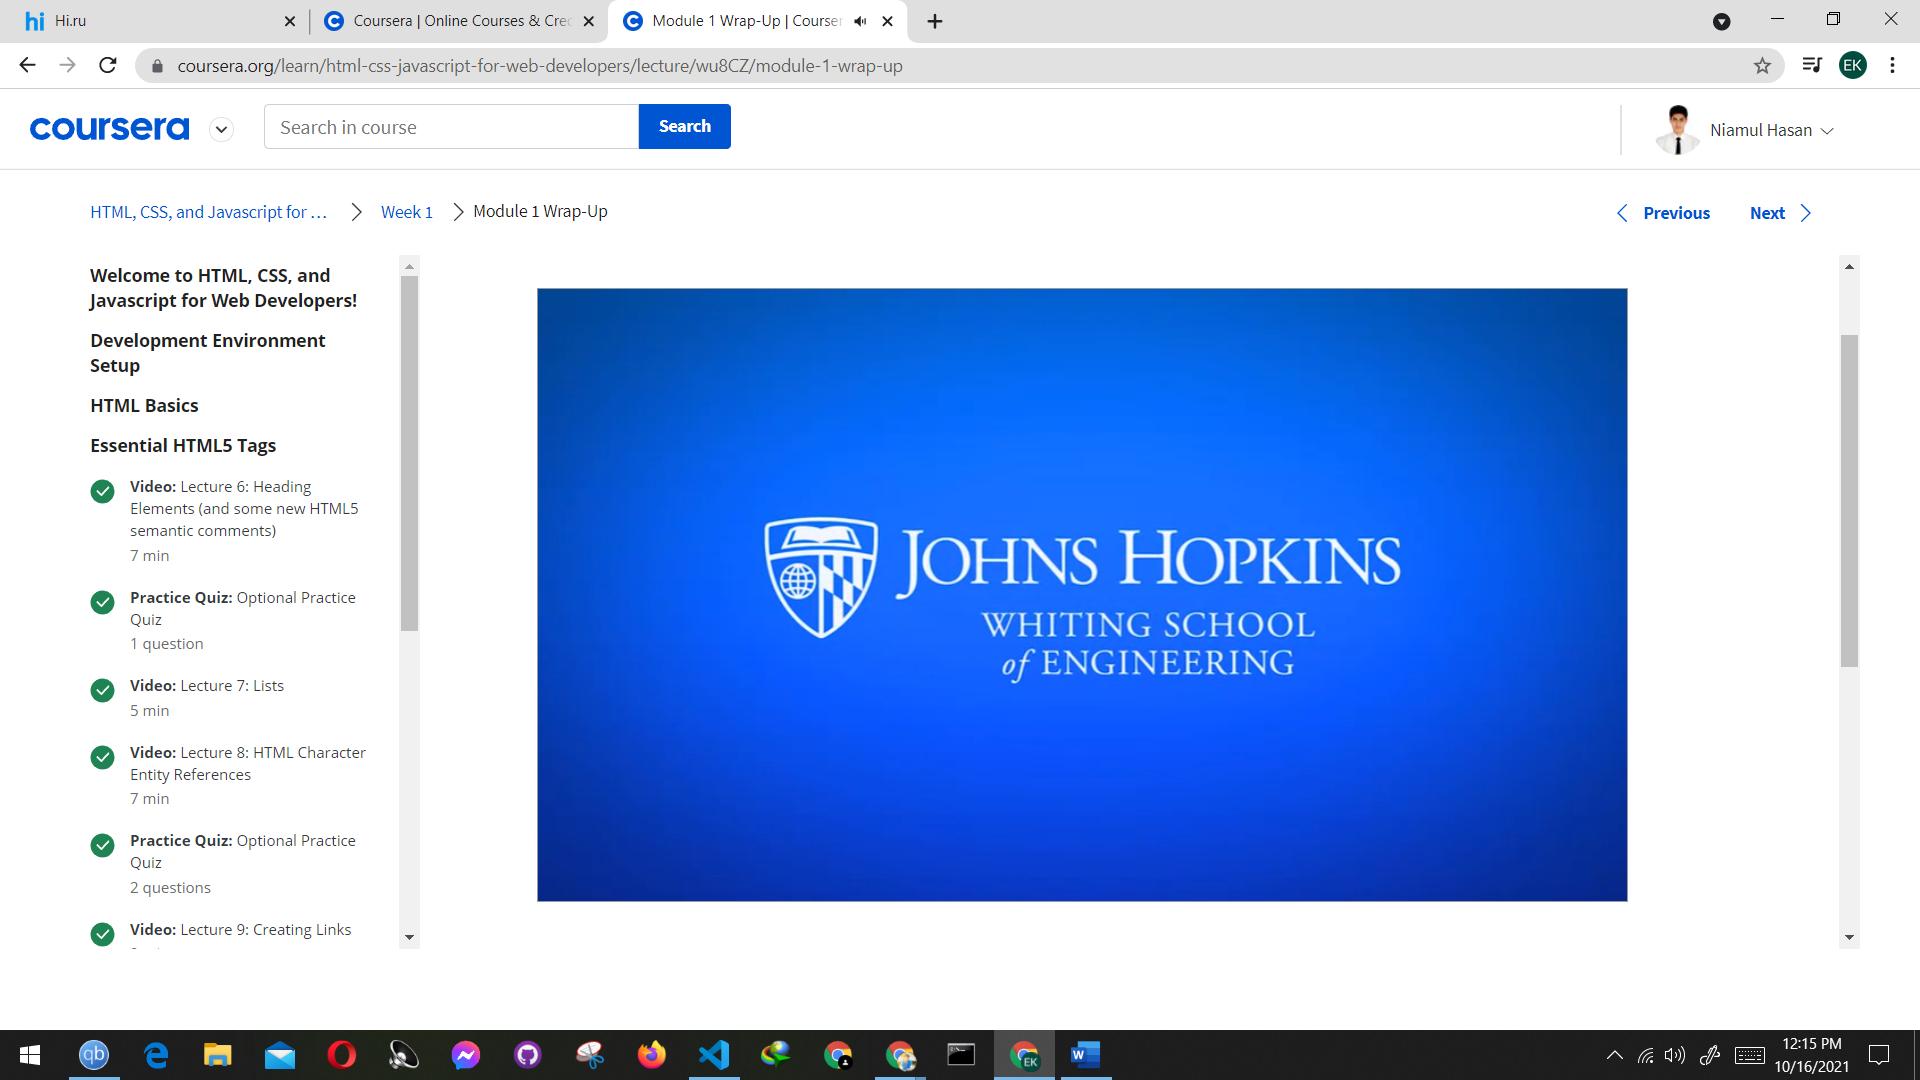 hi Hi.ru
Coursera | Online Courses & Cred
Module 1 Wrap-Up | Courser
coursera.org/learn/html-css-javascript-for-web-developers/lecture/wu8CZ/module-1-wrap-up
EK
coursera
Search in course
Search
Niamul Hasan
HTML, CSS, and Javascript for ...
Week 1
Module 1 Wrap-Up
Previous
Next
Welcome to HTML, CSS, and
Javascript for Web Developers!
Development Environment
Setup
HTML Basics
Essential HTML5 Tags
Video: Lecture 6: Heading
Elements (and some new HTML5
semantic comments)
7 min
Practice Quiz: Optional Practice
Quiz
1 question
Video: Lecture 7: Lists
5 min
Video: Lecture 8: HTML Character
Entity References
7 min
Practice Quiz: Optional Practice
Quiz
2 questions
Video: Lecture 9: Creating Links
JOHNS HOPKINS
WHITING SCHOOL
of ENGINEERING
qb
EK
W
12:15 PM
10/16/2021